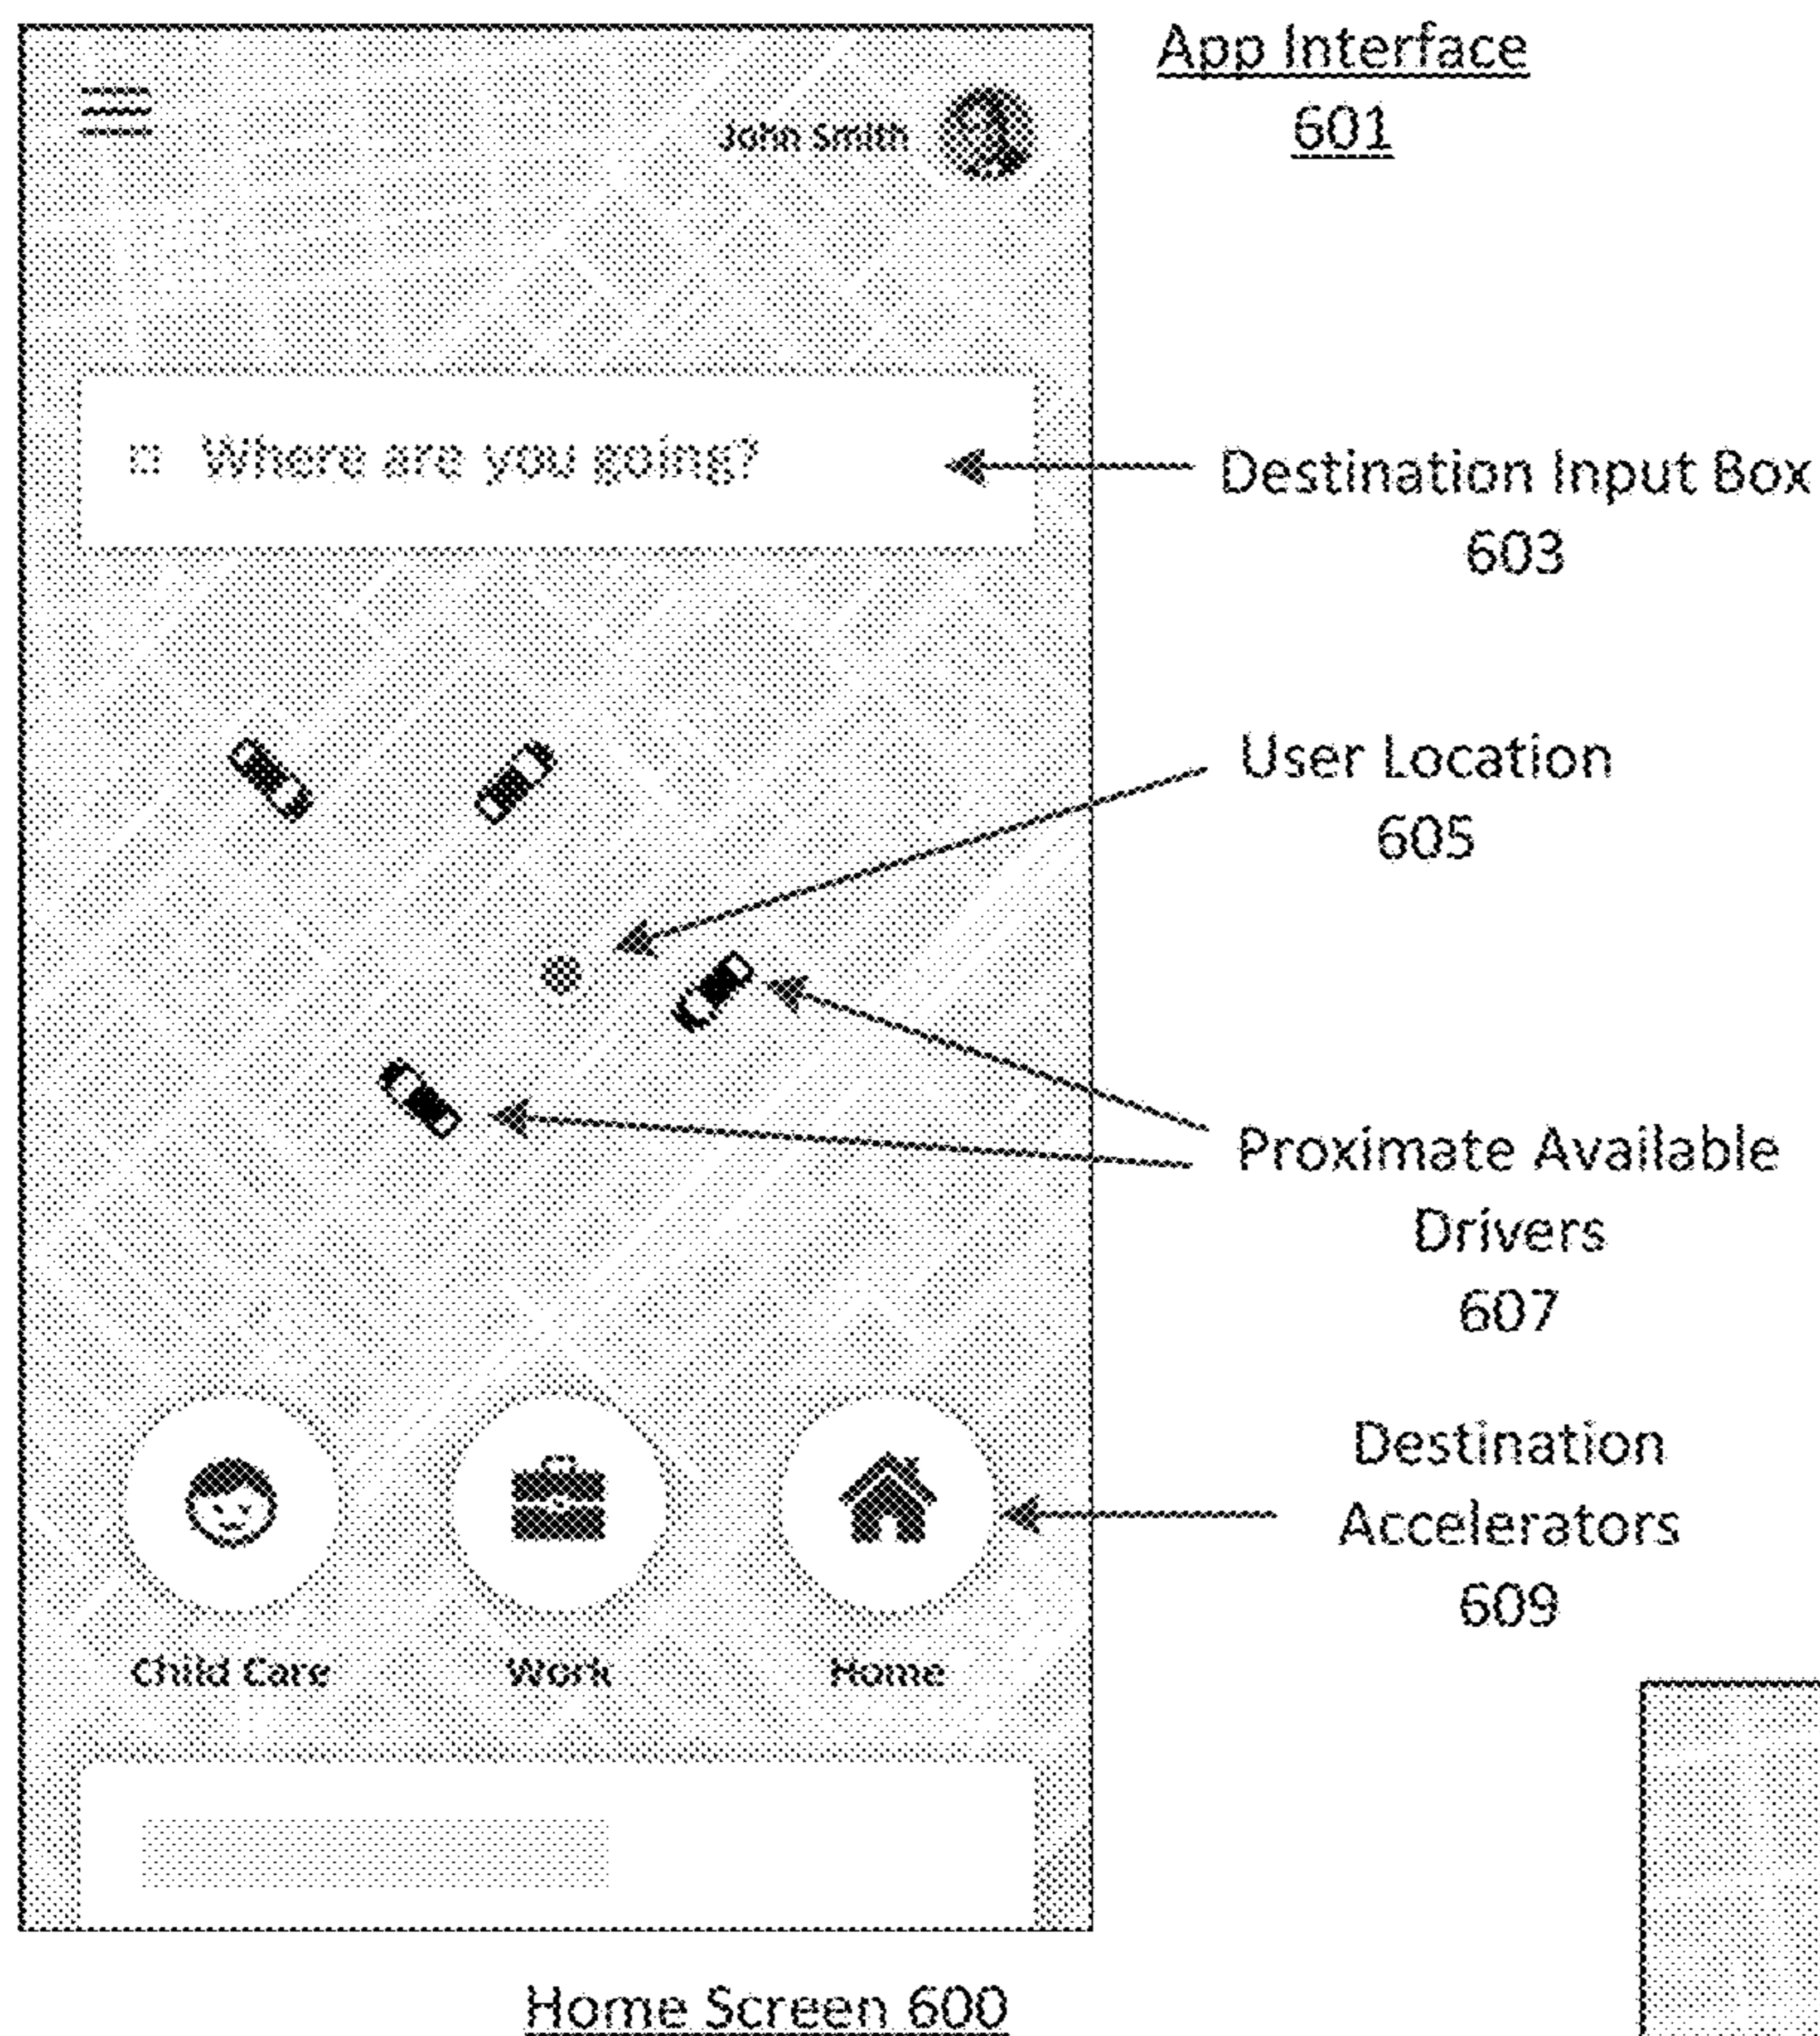 App Interface
601
John Smith
Where are you going?
Destination Input Box
603
User Location
605
Proximate Available
Drivers
607
Destination
Accelerators
609
Child Care
Work
Home
Home Screen 600